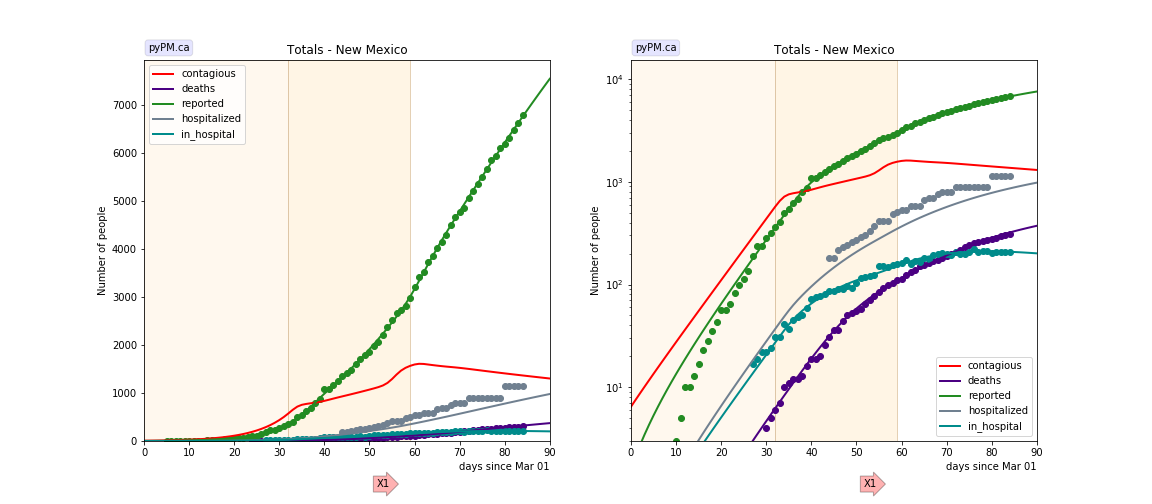 pyPM.ca
Totals - New Mexico
contagious
deaths
reported
hospitalized
in_hospital
Number of people
7000
6000
5000
4000
3000
2000
1000
0
0 10 20 30 40 50 60 70 80 90
days since Mar 01
X1
pyPM.ca
Totals - New Mexico
Number of people
10⁴
10³
10²
10¹
contagious
deaths
reported
hospitalized
in_hospital
0 10 20 30 40 50 60 70 80 90
days since Mar 01
X1